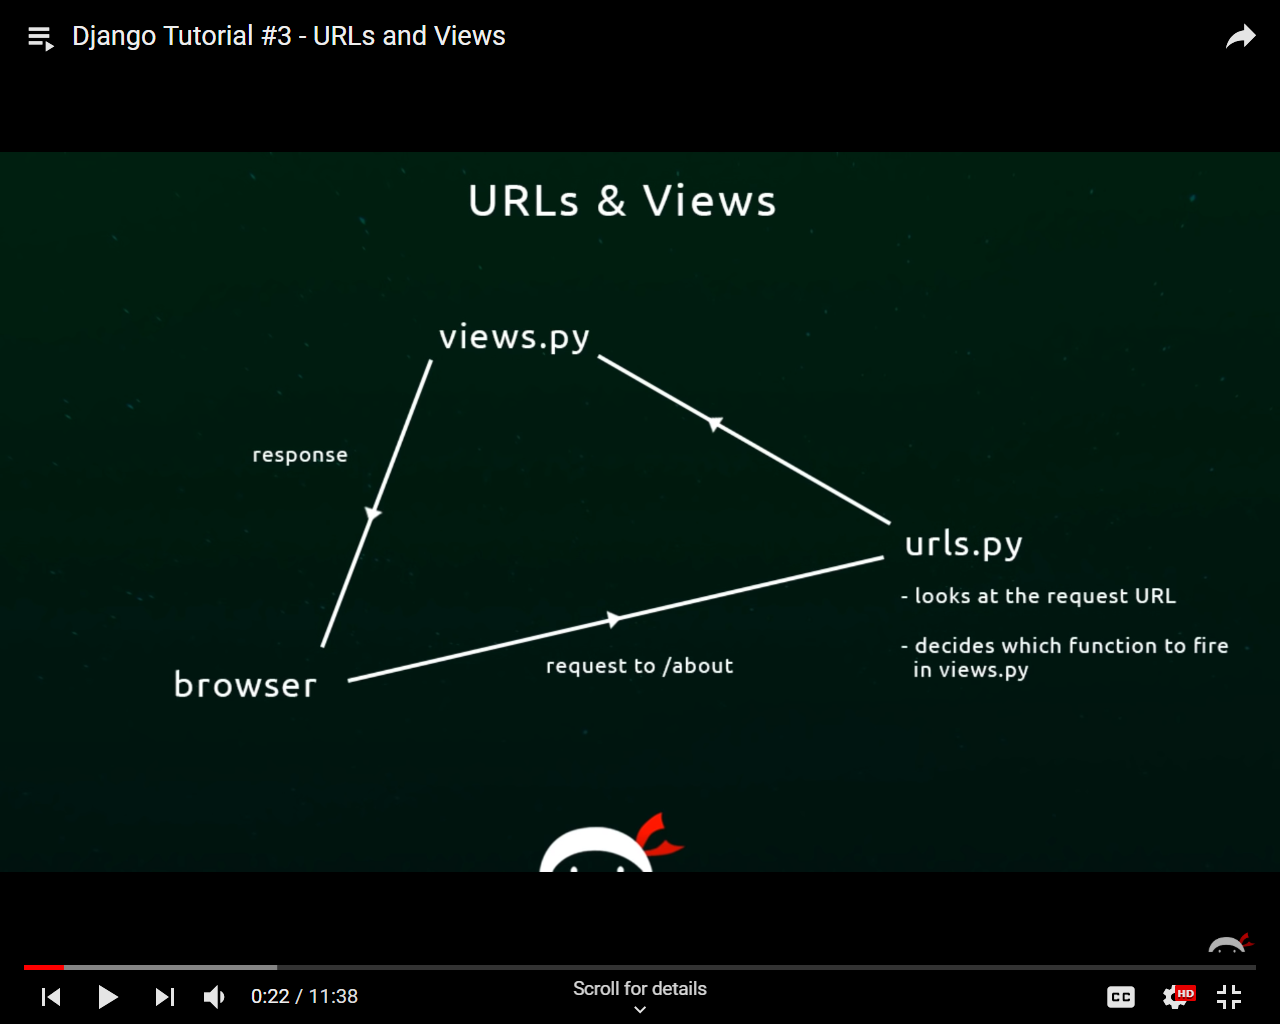 Django Tutorial #3 - URLs and Views
URLs & Views
views.py
response
urls.py
- looks at the request URL
- decides which function to fire
in views.py
request to /about
browser
0:22 / 11:38
Scroll for details
CC
HD